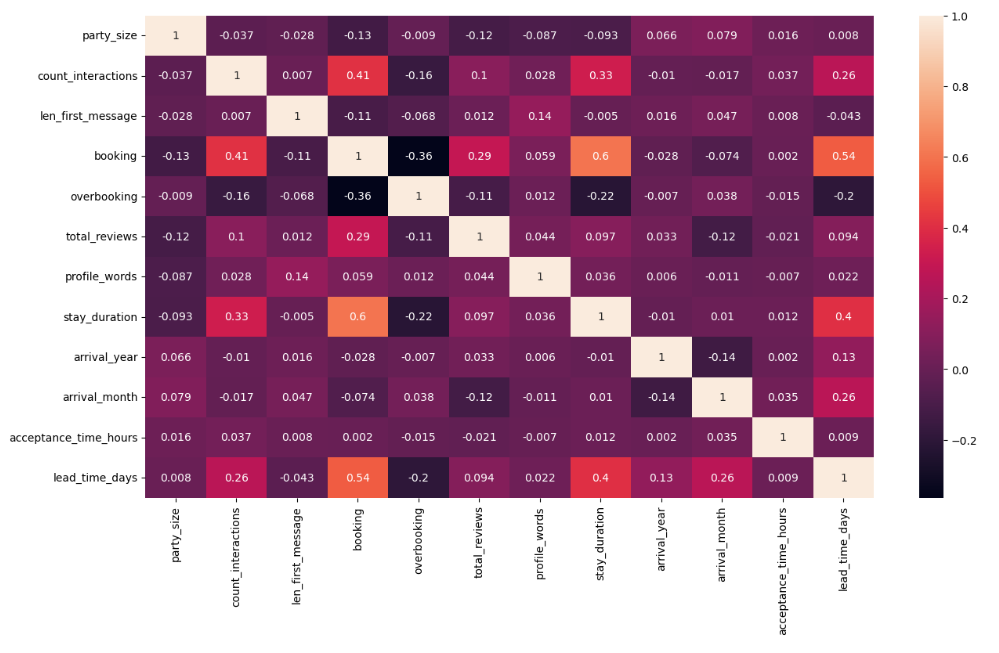 party_size 1 -0.037 -0.028 -0.13 -0.009 -0.12 -0.087 -0.093 0.066 0.079 0.016 0.008
count_interactions -0.037 1 0.007 0.41 -0.16 0.1 0.028 0.33 -0.01 -0.017 0.037 0.26
len_first_message -0.028 0.007 1 -0.11 -0.068 0.012 0.14 -0.005 0.016 0.047 0.008 -0.043
booking -0.13 0.41 -0.11 1 -0.36 0.29 0.059 0.6 -0.028 -0.074 0.002 0.54
overbooking -0.009 -0.16 -0.068 -0.36 1 -0.11 0.012 -0.22 -0.007 0.038 -0.015 -0.2
total_reviews -0.12 0.1 0.012 0.29 -0.11 1 0.044 0.097 0.033 -0.12 -0.021 0.094
profile_words -0.087 0.028 0.14 0.059 0.012 0.044 1 0.036 0.006 -0.011 -0.007 0.022
stay_duration -0.093 0.33 -0.005 0.6 -0.22 0.097 0.036 1 -0.01 0.01 0.012 0.4
arrival_year 0.066 -0.01 0.016 -0.028 -0.007 0.033 0.006 -0.01 1 -0.14 0.002 0.13
arrival_month 0.079 -0.017 0.047 -0.074 0.038 -0.12 -0.011 0.01 -0.14 1 0.035 0.26
acceptance_time_hours 0.016 0.037 0.008 0.002 -0.015 -0.021 -0.007 0.012 0.002 0.035 1 0.009
lead_time_days 0.008 0.26 -0.043 0.54 -0.2 0.094 0.022 0.4 0.13 0.26 0.009 1
party_size
count_interactions
len_first_message
booking
overbooking
total_reviews
profile_words
stay_duration
arrival_year
arrival_month
acceptance_time_hours
lead_time_days
1.0
0.8
0.6
0.4
0.2
0.0
−0.2